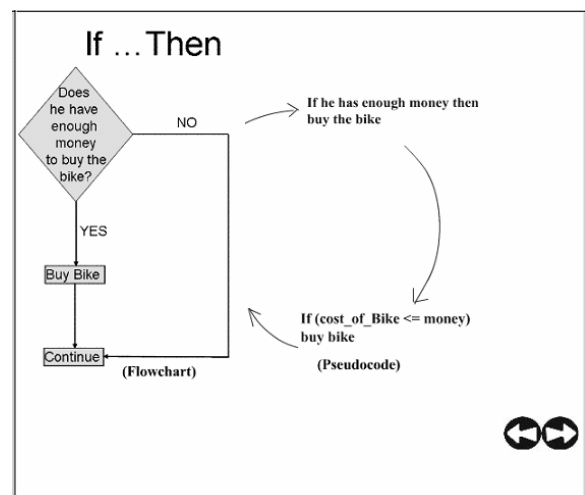 If ...Then
Does
he have
enough
money
to buy the
bike?
NO
YES
Buy Bike
Continue
(Flowchart)
If he has enough money then
buy the bike
If (cost_of_Bike <= money)
buy bike
(Pseudocode)